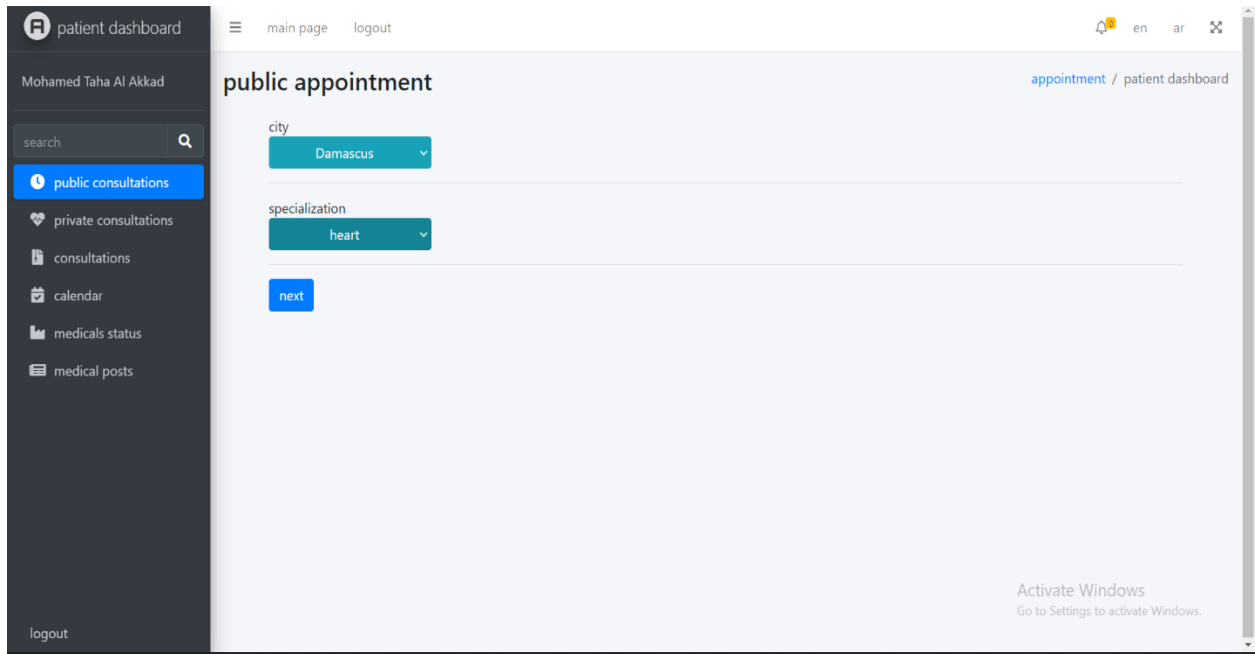 patient dashboard
main page logout
0 en ar
Mohamed Taha Al Akkad
search
public consultations
private consultations
consultations
calendar
medicals status
medical posts
logout
public appointment
appointment / patient dashboard
city
Damascus
specialization
heart
next
Activate Windows
Go to Settings to activate Windows.